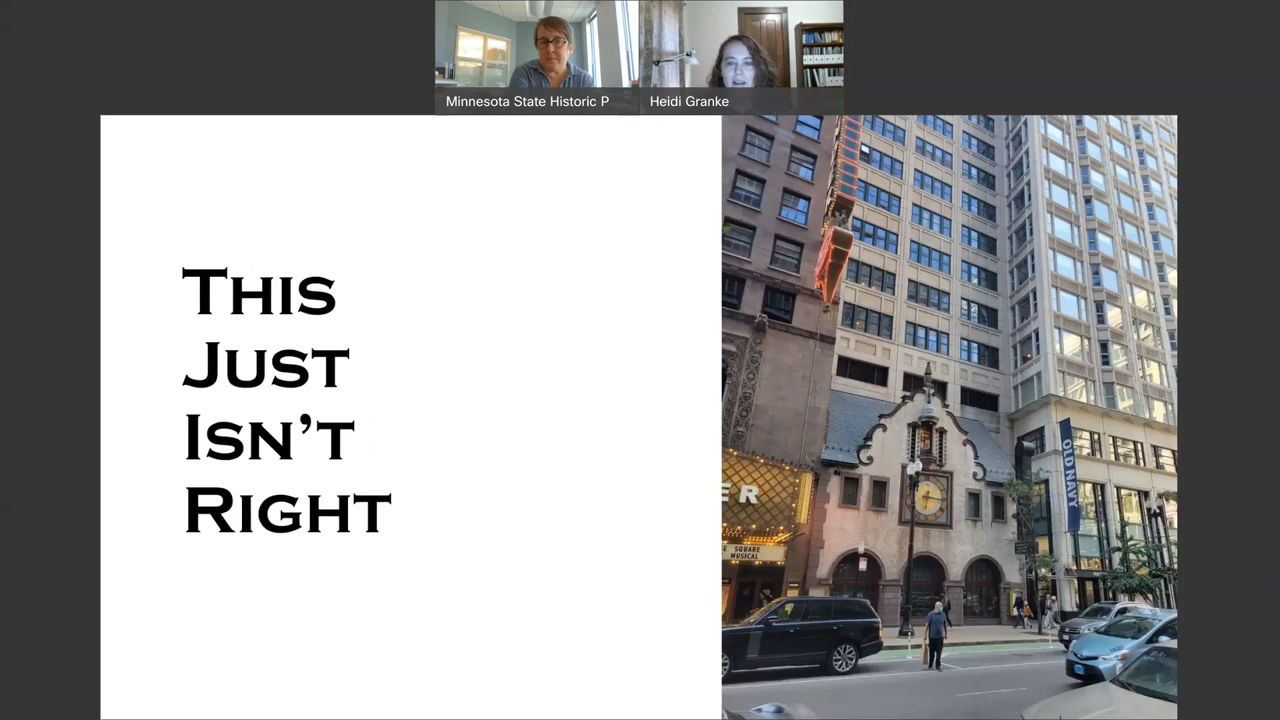 Minnesota State Historic P
Heidi Granke
THIS
JUST
ISN'T
RIGHT
OLD NAVY
ER
E SQUARE
MUSICAL